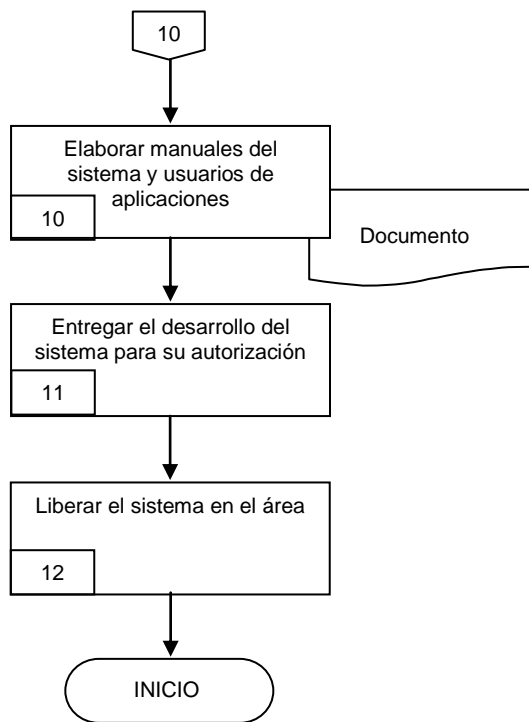 10
Elaborar manuales del
sistema y usuarios de
aplicaciones
10
Documento
Entregar el desarrollo del
sistema para su autorización
11
Liberar el sistema en el área
12
INICIO